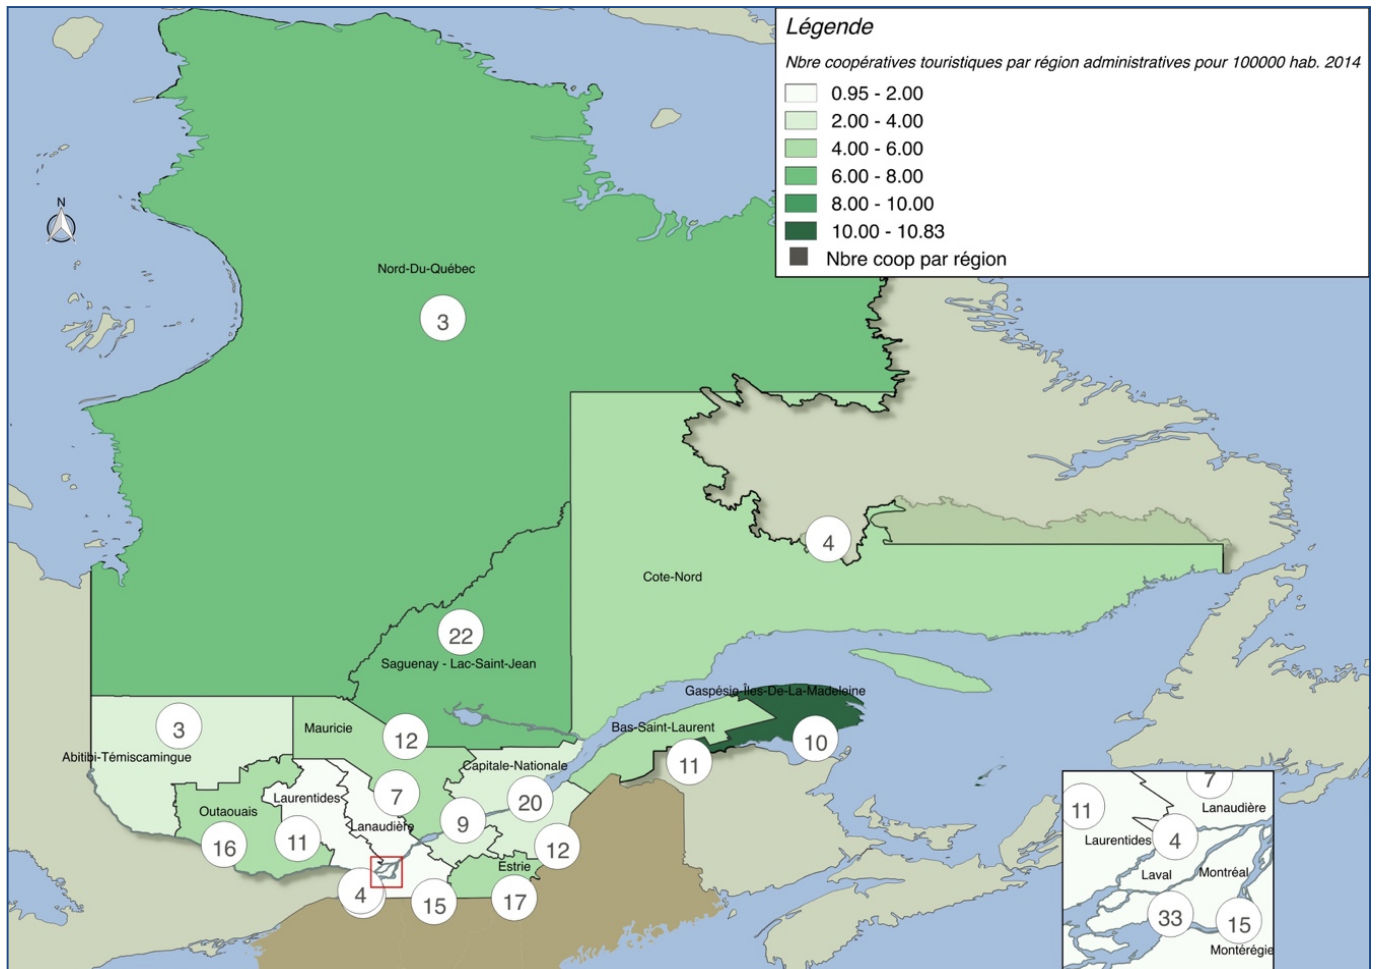 Légende
Nbre coopératives touristiques par région administratives pour 100000 hab. 2014
0.95 - 2.00
2.00 - 4.00
4.00 - 6.00
6.00 - 8.00
8.00 - 10.00
10.00 - 10.83
Nbre coop par région
N
Nord-Du-Québec
3
4
Cote-Nord
22
Saguenay - Lac-Saint-Jean
Gaspésie-Îles-De-La-Madeleine
3
Mauricie
12
Bas-Saint-Laurent
10
Abitibi-Témiscamingue
Capitale-Nationale
11
Laurentides
7
20
Outaouais
Lanaudière
9
16
11
12
Estrie
4
15
17
7
11
Lanaudière
Laurentides
4
Laval
Montréal
33
15
Montérégie